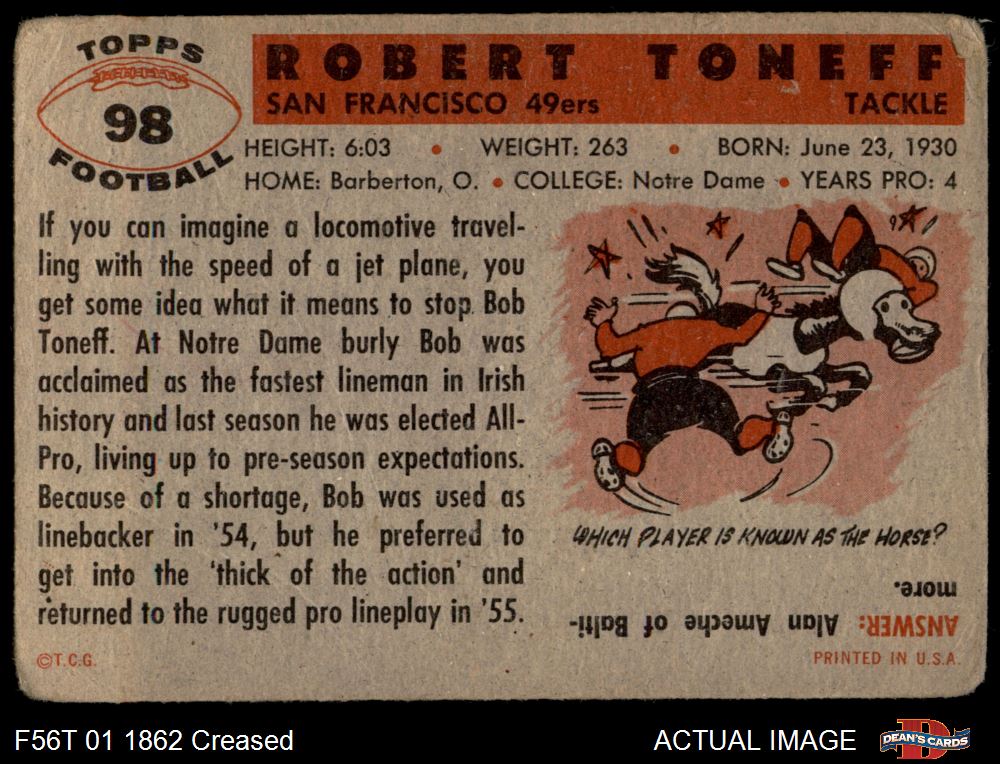 TOPPS
98
FOOTBALL
ROBERT TONEFF
SAN FRANCISCO 49ers TACKLE
HEIGHT: 6:03 • WEIGHT: 263 • BORN: June 23, 1930
HOME: Barberton, O. • COLLEGE: Notre Dame • YEARS PRO: 4
If you can imagine a locomotive travel-
ling with the speed of a jet plane, you
get some idea what it means to stop Bob
Toneff. At Notre Dame burly Bob was
acclaimed as the fastest lineman in Irish
history and last season he was elected All-
Pro, living up to pre-season expectations.
Because of a shortage, Bob was used as
linebacker in '54, but he preferred to
get into the 'thick of the action' and
returned to the rugged pro lineplay in '55.
WHICH PLAYER IS KNOWN AS THE HORSE?
ANSWER: Alan Ameche of Balti-
more.
©T.C.G.
PRINTED IN U.S.A.
F56T 01 1862 Creased
ACTUAL IMAGE
D
DEAN'S CARDS